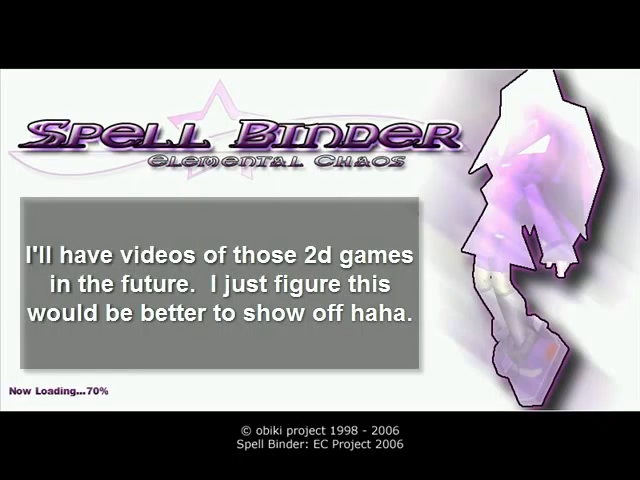 Spell Binder
Elemental Chaos
I'll have videos of those 2d games
in the future.  I just figure this
would be better to show off haha.
Now Loading...70%
© obiki project 1998 - 2006
Spell Binder: EC Project 2006